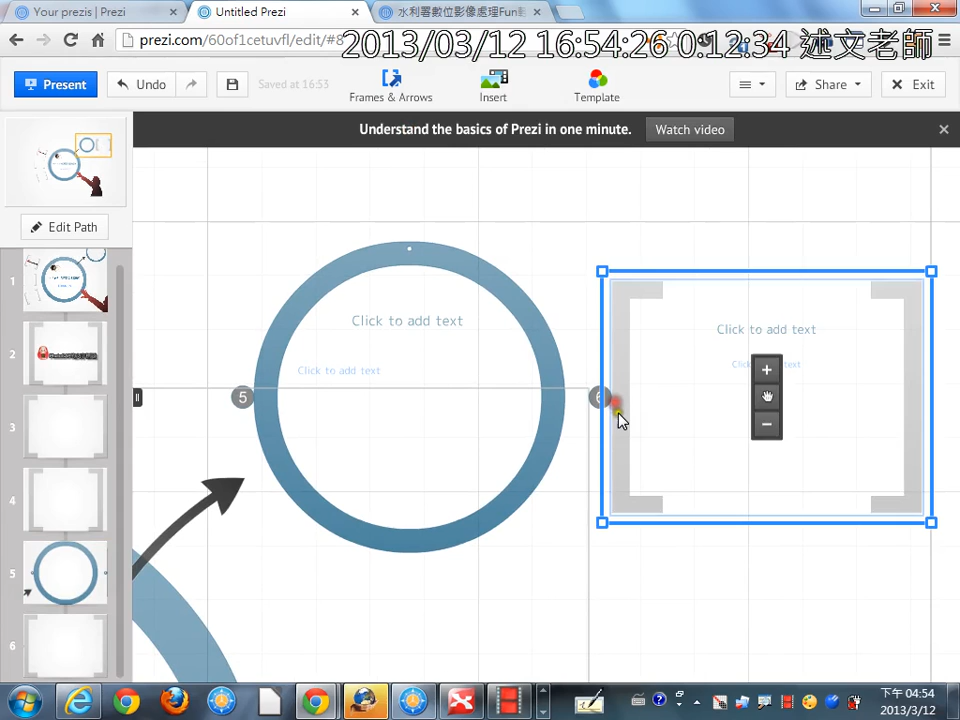 Your prezis | Prezi
Untitled Prezi
水利署數位影像處理Fun
prezi.com/60of1cetuvfl/edit/#8
2013/03/12 16:54:26 0:12:34 述文老師
Present
Undo
Saved at 16:53
Frames & Arrows
Insert
Template
Share
Exit
Understand the basics of Prezi in one minute.
Watch video
Edit Path
1
2
3
4
5
6
Click to add text
Click to add text
5
Click to add text
6
下午 04:54
2013/3/12